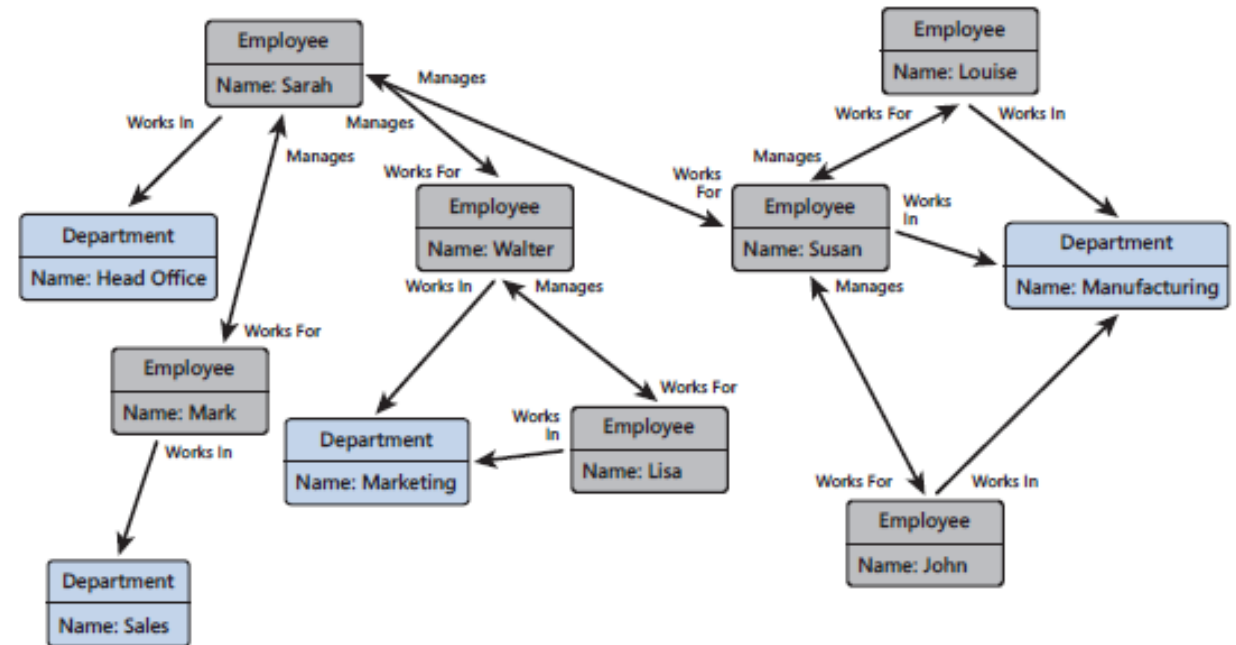 Employee
Name: Sarah
Employee
Name: Louise
Manages
Works In
Manages
Manages
Works For
Works In
Manages
Works For
Works
For
Employee
Name: Walter
Employee
Name: Susan
Works
In
Department
Name: Head Office
Department
Name: Manufacturing
Works In
Manages
Manages
Works For
Employee
Name: Mark
Works For
Works In
Department
Name: Marketing
Works
In
Employee
Name: Lisa
Works For
Works In
Employee
Name: John
Department
Name: Sales